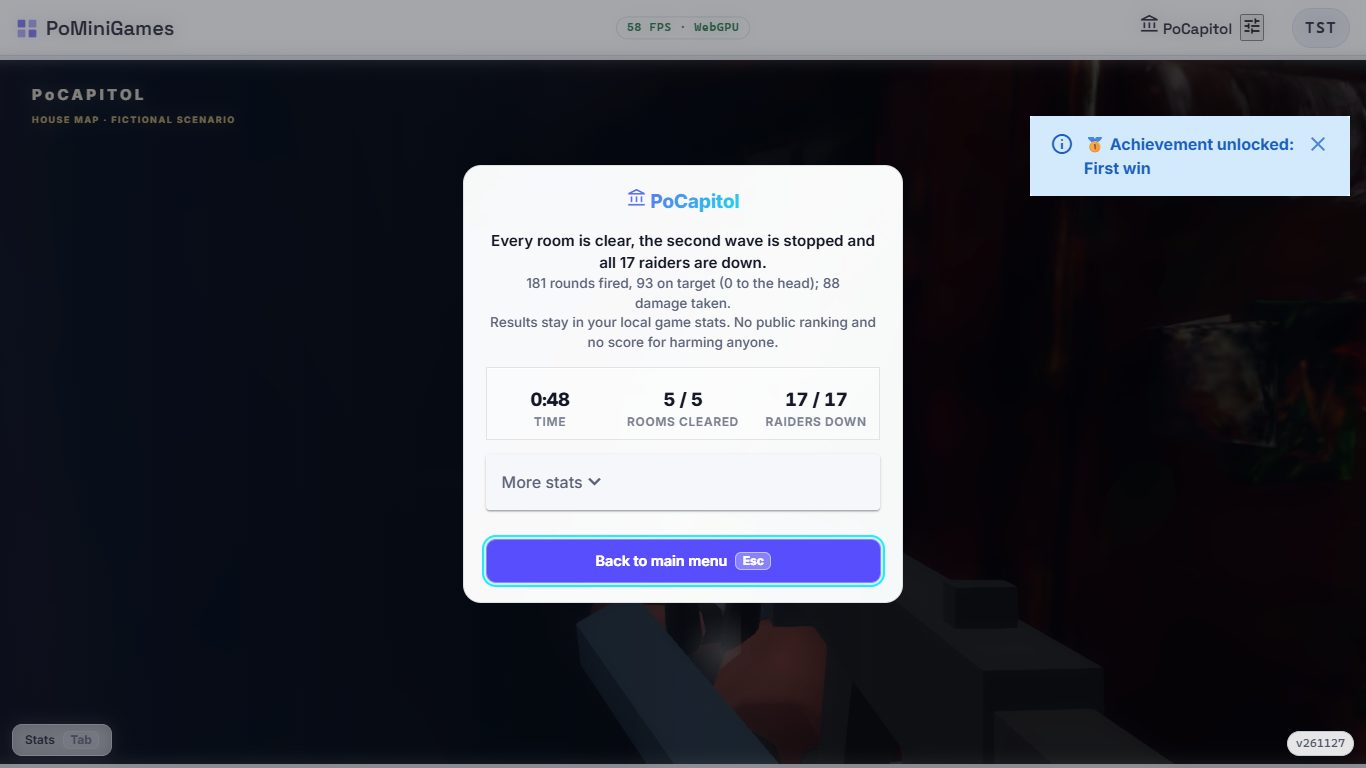 PoMiniGames
58 FPS · WebGPU
PoCapitol
TST
PoCAPITOL
HOUSE MAP · FICTIONAL SCENARIO
Achievement unlocked:
First win
PoCapitol
Every room is clear, the second wave is stopped and
all 17 raiders are down.
181 rounds fired, 93 on target (0 to the head); 88
damage taken.
Results stay in your local game stats. No public ranking and
no score for harming anyone.
0:48 5 / 5 17 / 17
TIME ROOMS CLEARED RAIDERS DOWN
More stats
Back to main menu Esc
Stats Tab
v261127